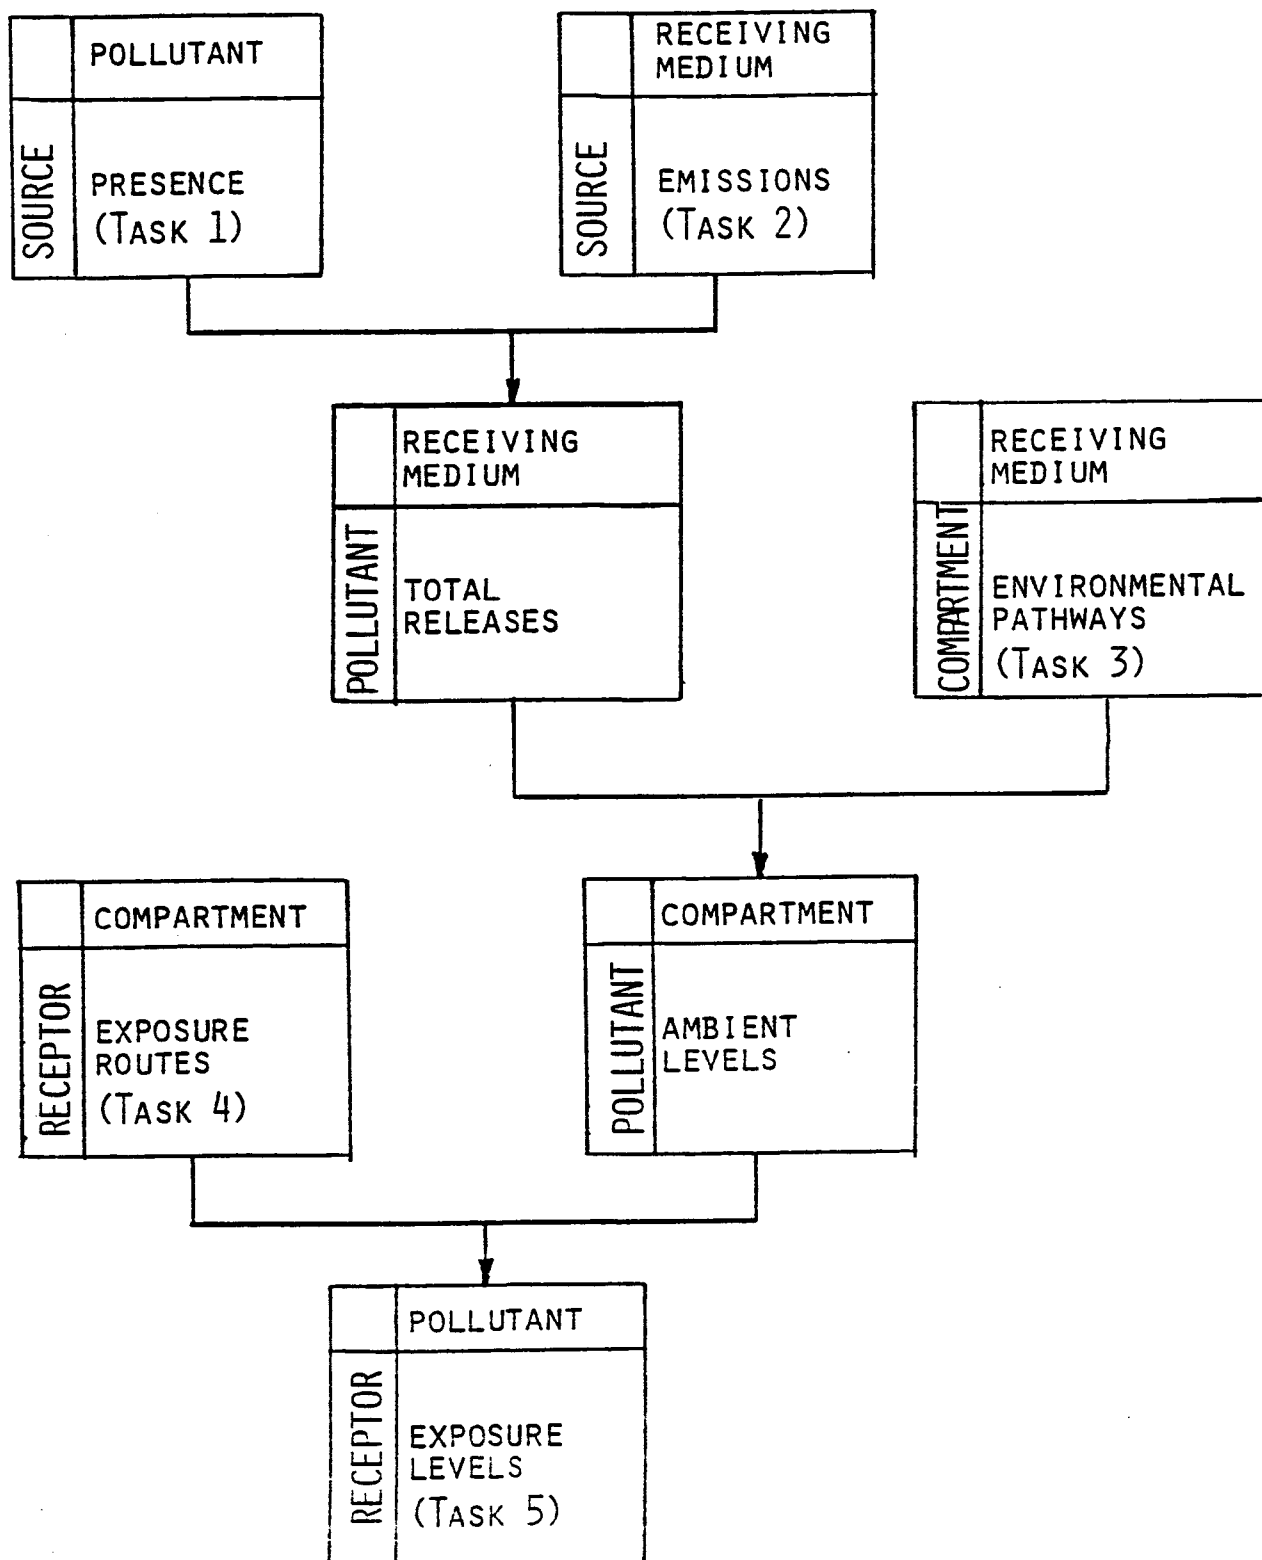 POLLUTANT
SOURCE
PRESENCE
(TASK 1)
RECEIVING
MEDIUM
SOURCE
EMISSIONS
(TASK 2)
RECEIVING
MEDIUM
POLLUTANT
TOTAL
RELEASES
RECEIVING
MEDIUM
COMPARTMENT
ENVIRONMENTAL
PATHWAYS
(TASK 3)
COMPARTMENT
RECEPTOR
EXPOSURE
ROUTES
(TASK 4)
COMPARTMENT
POLLUTANT
AMBIENT
LEVELS
POLLUTANT
RECEPTOR
EXPOSURE
LEVELS
(TASK 5)